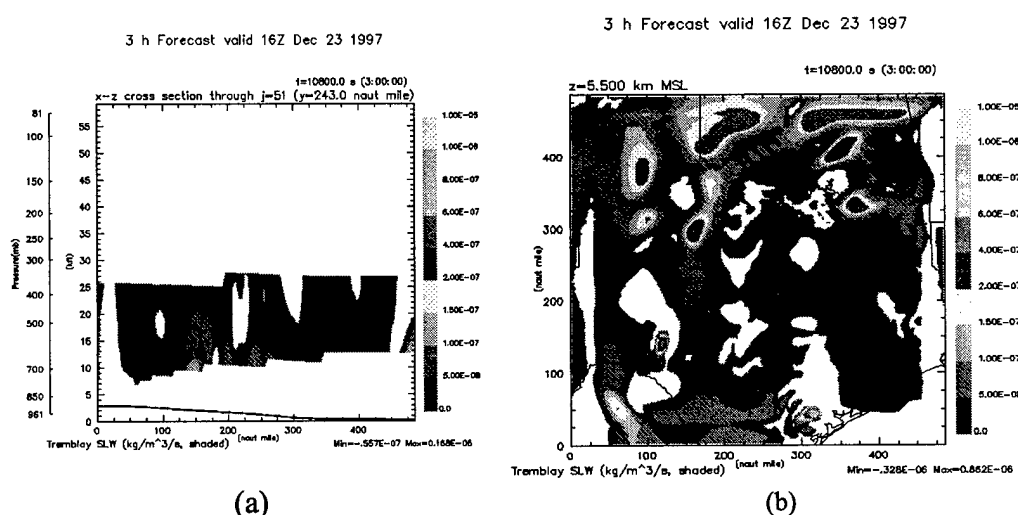 3 h Forecast valid 16Z Dec 23 1997
t=10800.0 s (3:00:00)
x-z cross section through j=51 (y=243.0 naut mile)
81
100
150
200
250
300
400
500
700
850
961
Pressure(mb)
55
50
45
40
35
30
25
20
15
10
5
0
(kft)
0
100
200
300
400
(naut mile)
1.00E-05
1.00E-06
8.00E-07
6.00E-07
4.00E-07
2.00E-07
1.50E-07
1.00E-07
5.00E-08
0.0
Tremblay SLW (kg/m^3/s, shaded)
Min=-.557E-07 Max=0.168E-06
(a)
3 h Forecast valid 16Z Dec 23 1997
t=10800.0 s (3:00:00)
z=5.500 km MSL
400
300
200
100
0
(naut mile)
0
100
200
300
400
(naut mile)
1.00E-05
1.00E-06
8.00E-07
6.00E-07
4.00E-07
2.00E-07
1.50E-07
1.00E-07
5.00E-08
0.0
Tremblay SLW (kg/m^3/s, shaded)
Min=-.328E-06 Max=0.862E-06
(b)